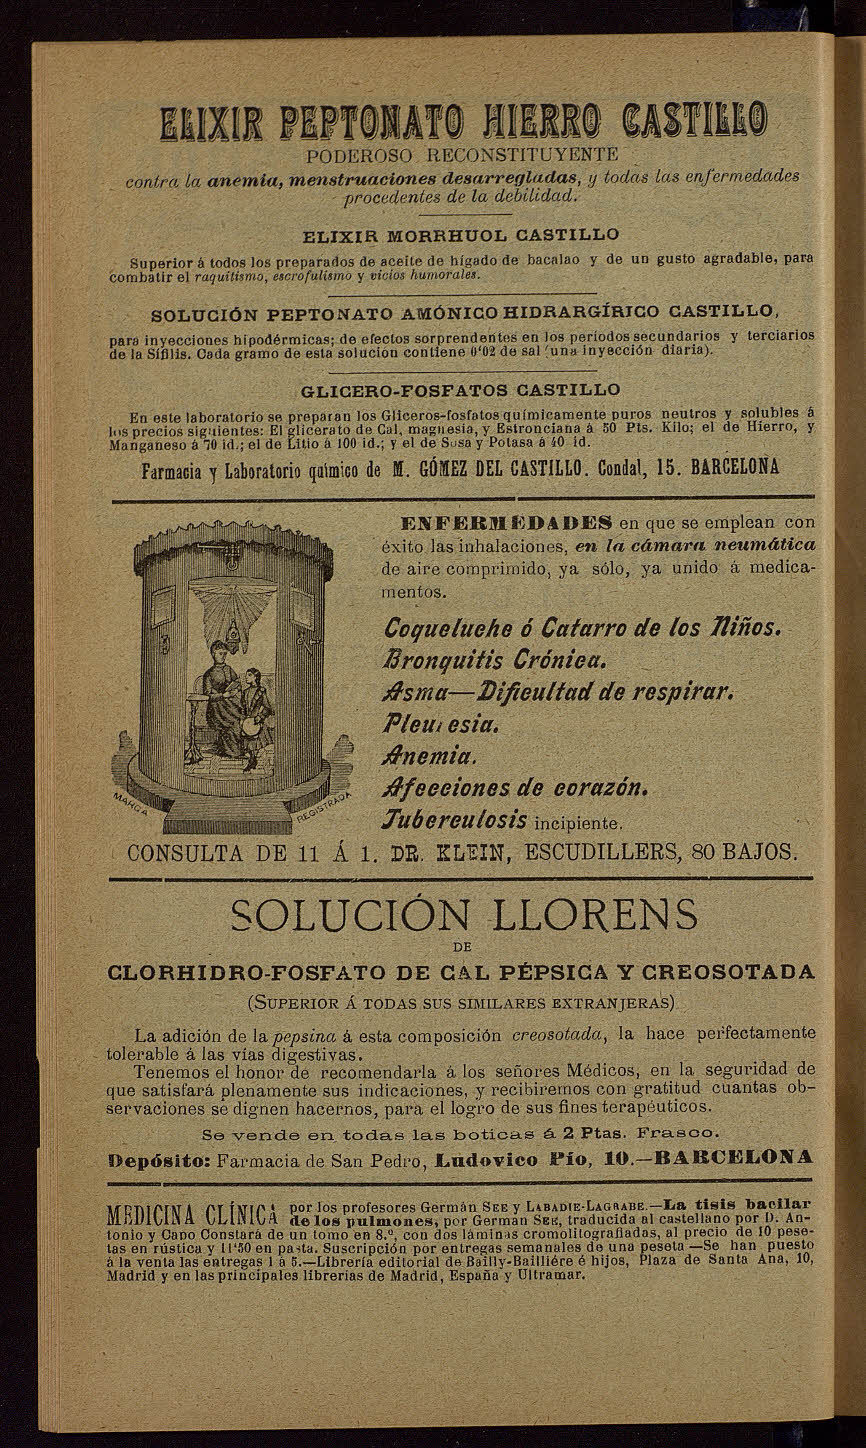 ELIXIR PEPTONATO HIERRO CASTILLO
PODEROSO RECONSTITUYENTE
contra la anemia, menstruaciones desarregladas, y todas las enfermedades
procedentes de la debilidad.
ELIXIR MORRHUOL CASTILLO
Superior á todos los preparados de aceite de hígado de bacalao y de un gusto agradable, para
combatir el raquitismo, escrofulismo y vicios humorales.
SOLUCIÓN PEPTONATO AMÓNICO HIDRARGÍRICO CASTILLO,
para inyecciones hipodérmicas; de efectos sorprendentes en los periodos secundarios y terciarios
de la Sífilis. Cada gramo de esta solucion contiene 0'02 de sal (una inyección diaria).
GLICERO-FOSFATOS CASTILLO
En este laboratorio se preparan los Gliceros-fosfatos químicamente puros neutros y solubles á
los precios siguientes: El glicerato de Cal, magnesia, y Estronciana á 50 Pts. Kilo; el de Hierro, y
Manganeso á 70 id.; el de Litio á 100 id.; y el de Sosa y Potasa á 40 id.
Farmacia y Laboratorio químico de M. GÓMEZ DEL CASTILLO. Condal, 15. BARCELONA
ENFERMEDADES en que se emplean con
éxito las inhalaciones, en la cámara neumática
de aire comprimido, ya sólo, ya unido á medica-
mentos.
Coqueluche ó Catarro de los Niños.
Bronquitis Crónica.
Asma—Dificultad de respirar.
Pleuresia.
Anemia.
Afecciones de corazón.
Tuberculosis incipiente.
MARCA REGISTRADA
CONSULTA DE 11 Á 1. DR. KLEIN, ESCUDILLERS, 80 BAJOS.
SOLUCIÓN LLORENS
DE
CLORHIDRO-FOSFATO DE CAL PÉPSICA Y CREOSOTADA
(SUPERIOR Á TODAS SUS SIMILARES EXTRANJERAS)
La adición de la pepsina á esta composición creosotada, la hace perfectamente
tolerable á las vías digestivas.
Tenemos el honor de recomendarla á los señores Médicos, en la seguridad de
que satisfará plenamente sus indicaciones, y recibiremos con gratitud cuantas ob-
servaciones se dignen hacernos, para el logro de sus fines terapéuticos.
Se vende en todas las boticas á 2 Ptas. Frasco.
Depósito: Farmacia de San Pedro, Ludovico Pío, 10.—BARCELONA
MEDICINA CLÍNICA por los profesores Germán SEE y LABADIE-LAGRABE.—La tisis bacilar
de los pulmones, por German SEE, traducida al castellano por D. An-
tonio y Capo Constará de un tomo en 8.º, con dos láminas cromolitografiadas, al precio de 10 pese-
tas en rústica y 11'50 en pasta. Suscripción por entregas semanales de una peseta—Se han puesto
á la venta las entregas 1 á 5.—Librería editorial de Bailly-Bailliére é hijos, Plaza de Santa Ana, 10,
Madrid y en las principales librerias de Madrid, España y Ultramar.